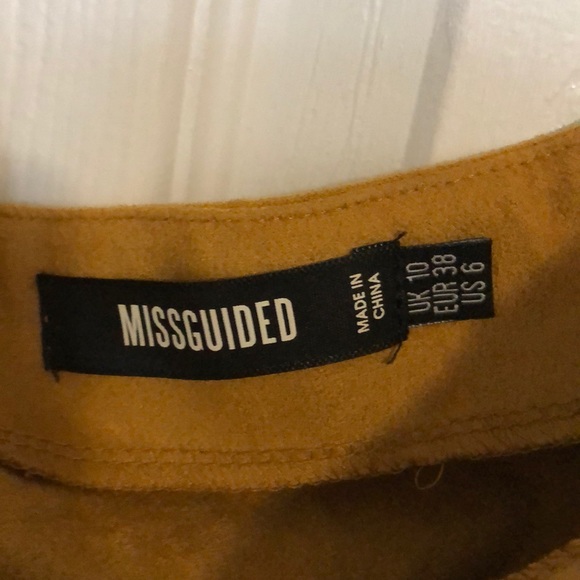 MISSGUIDED
MADE IN
CHINA
UK 10
EUR 38
US 6